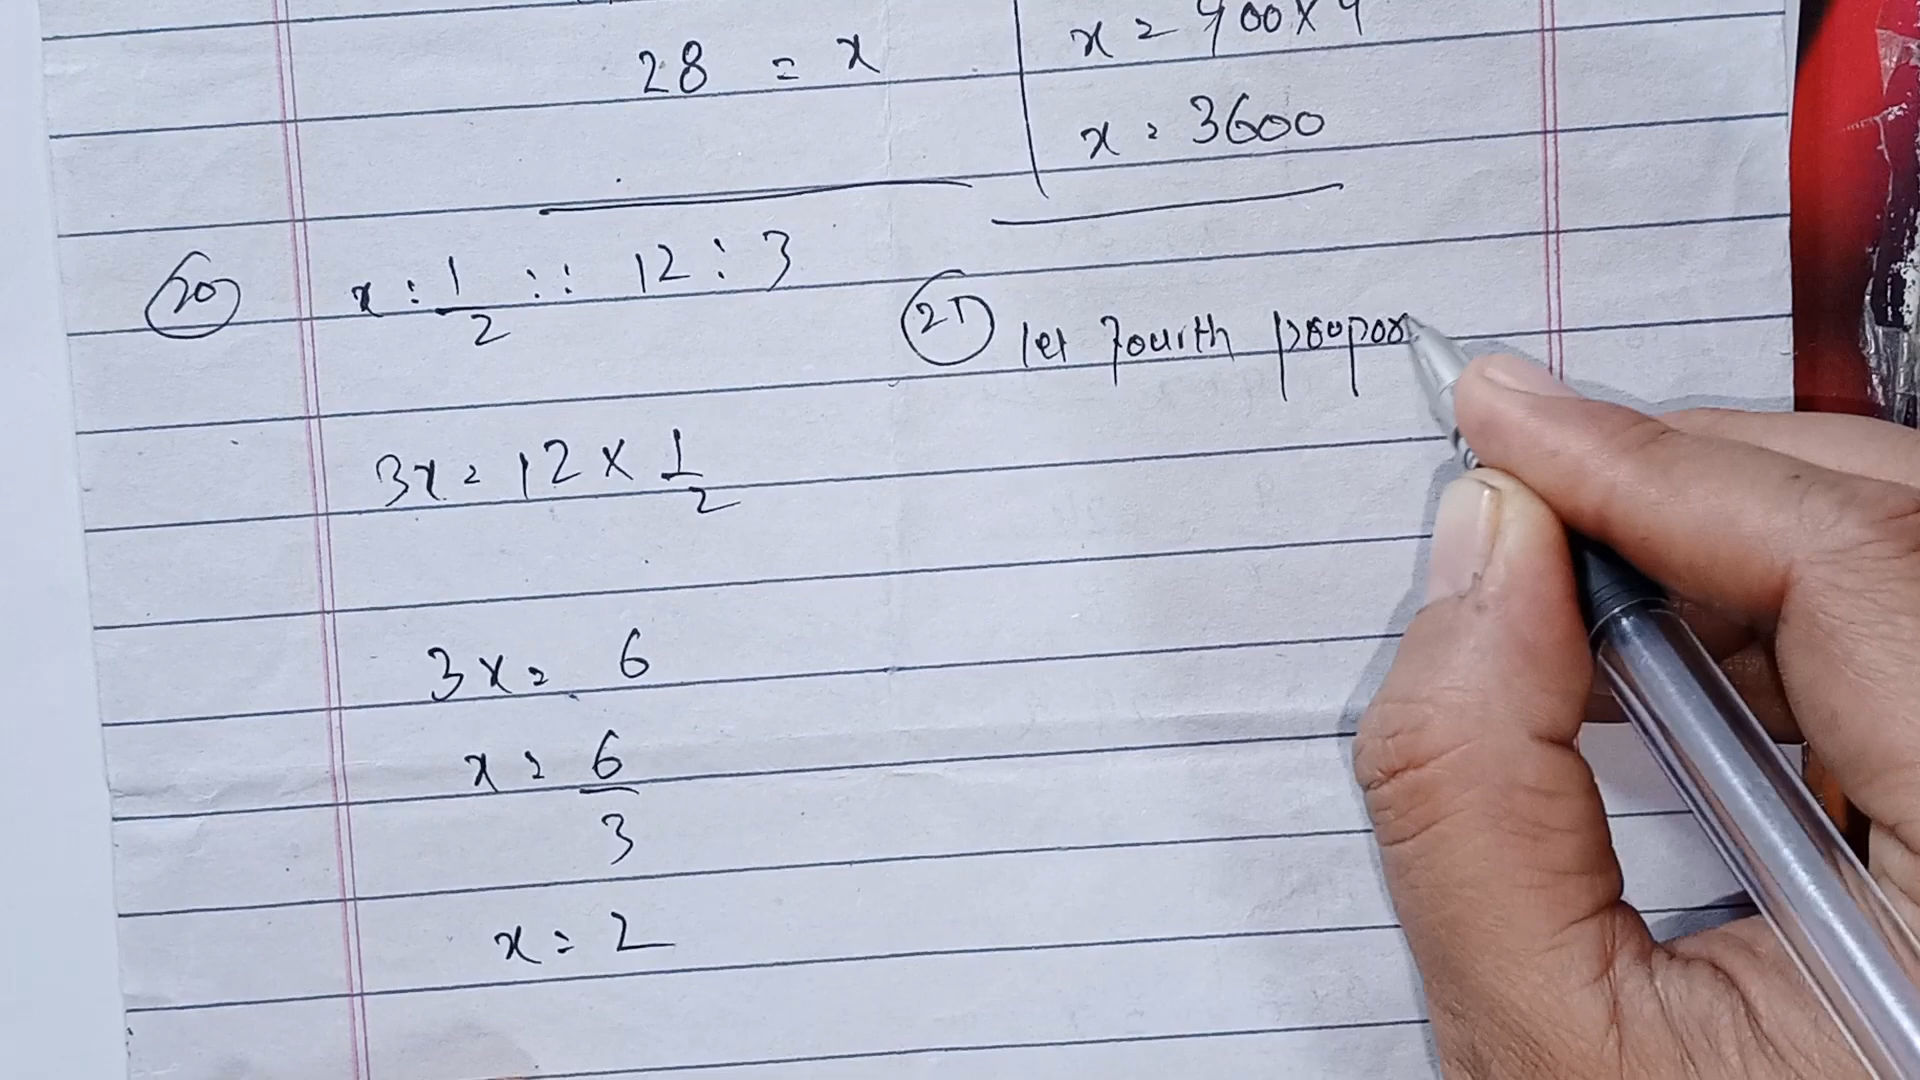 28 = x
x = 900 x 4
x = 3600
20 x : 1/2 :: 12 : 3
3x = 12 x 1/2
3x = 6
x = 6/3
x = 2
21 let fourth propor